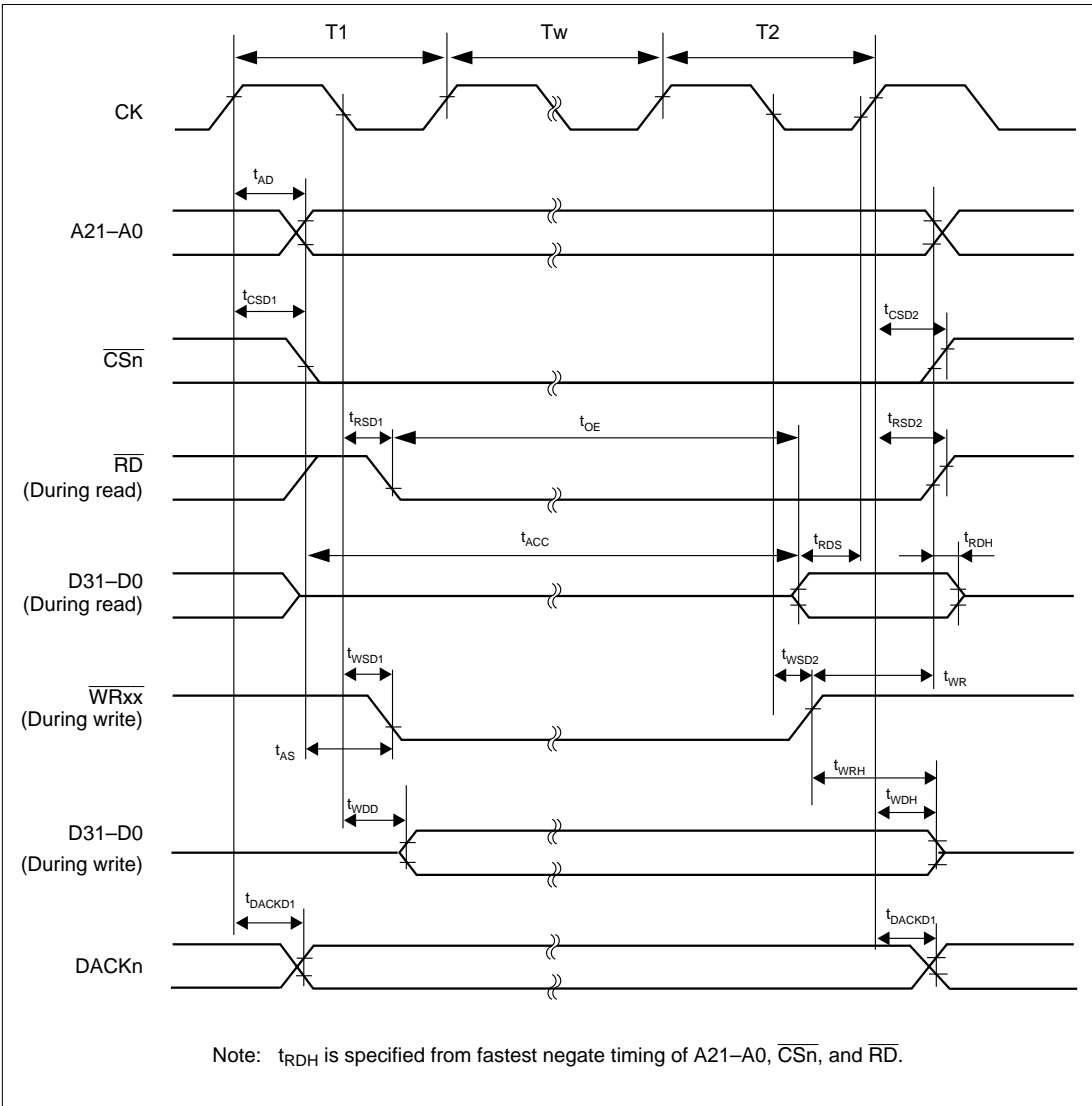 T1 Tw T2
CK
tAD
A21–A0
tCSD1 tCSD2
CSn
tRSD1 tOE tRSD2
RD
(During read)
tACC tRDS tRDH
D31–D0
(During read)
tWSD1 tWSD2 tWR
WRxx
(During write)
tAS tWRH
tWDD tWDH
D31–D0
(During write)
tDACKD1 tDACKD1
DACKn
Note: tRDH is specified from fastest negate timing of A21–A0, CSn, and RD.